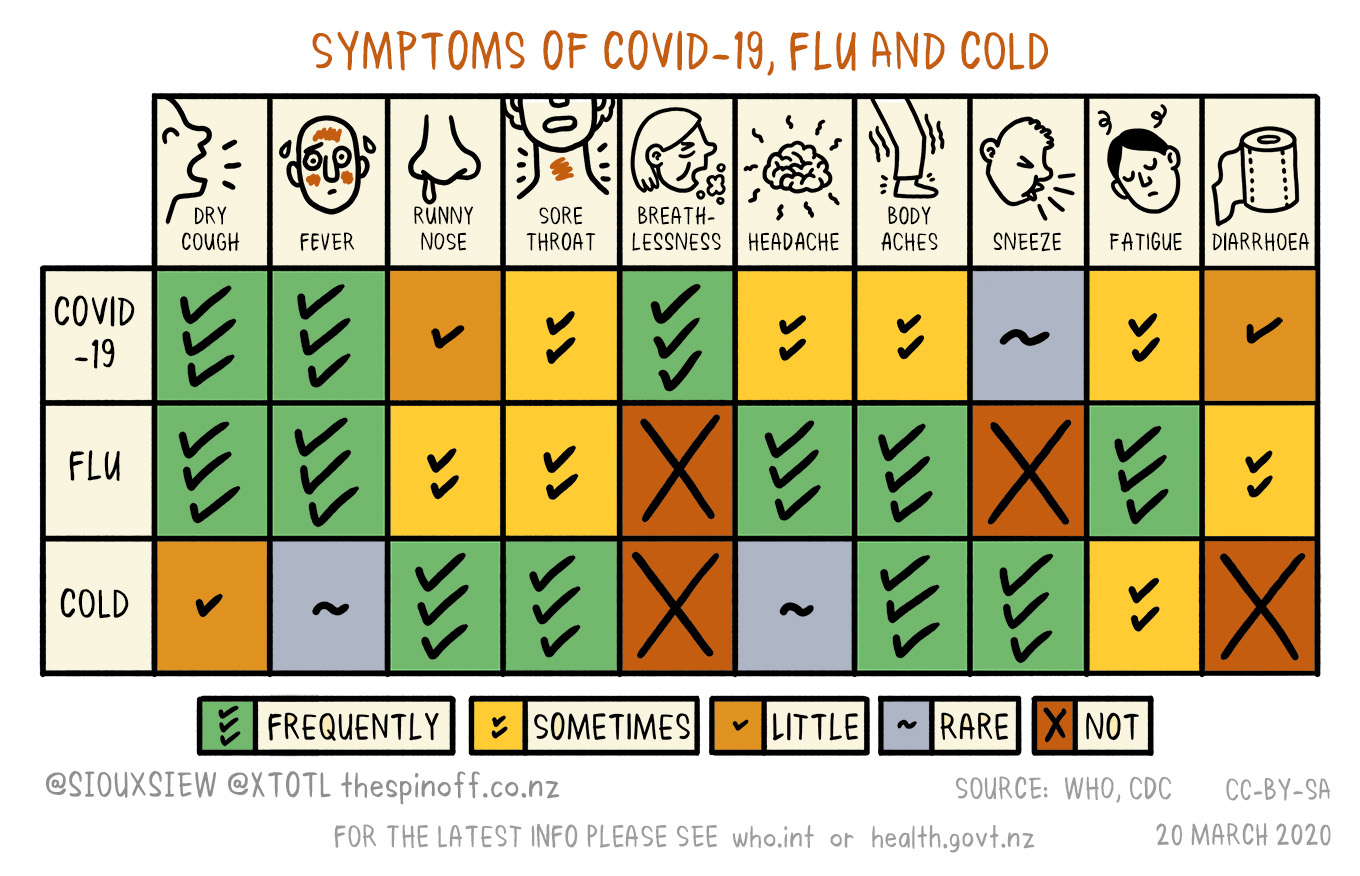 SYMPTOMS OF COVID-19, FLU AND COLD
DRY
COUGH
FEVER
RUNNY
NOSE
SORE
THROAT
BREATH-
LESSNESS
HEADACHE
BODY
ACHES
SNEEZE
FATIGUE
DIARRHOEA
COVID
-19
FLU
COLD
FREQUENTLY
SOMETIMES
LITTLE
RARE
NOT
@SIOUXSIEW @XTOTL thespinoff.co.nz
SOURCE: WHO, CDC
CC-BY-SA
FOR THE LATEST INFO PLEASE SEE who.int or health.govt.nz
20 MARCH 2020